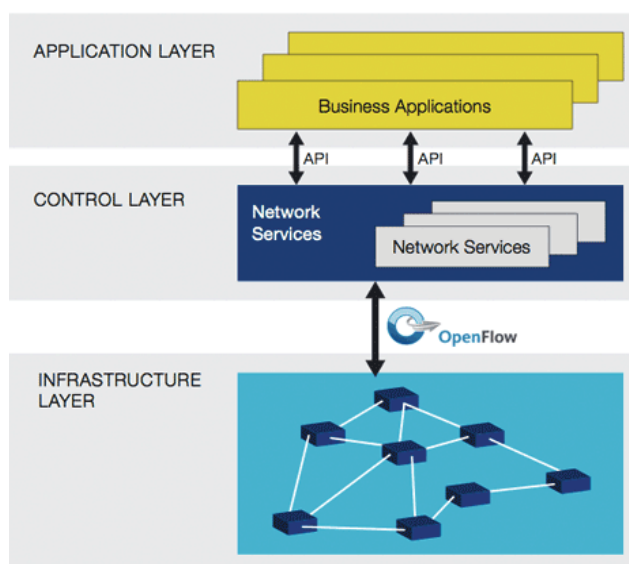 APPLICATION LAYER
Business Applications
API
API
API
CONTROL LAYER
Network
Services
Network Services
OpenFlow
INFRASTRUCTURE
LAYER